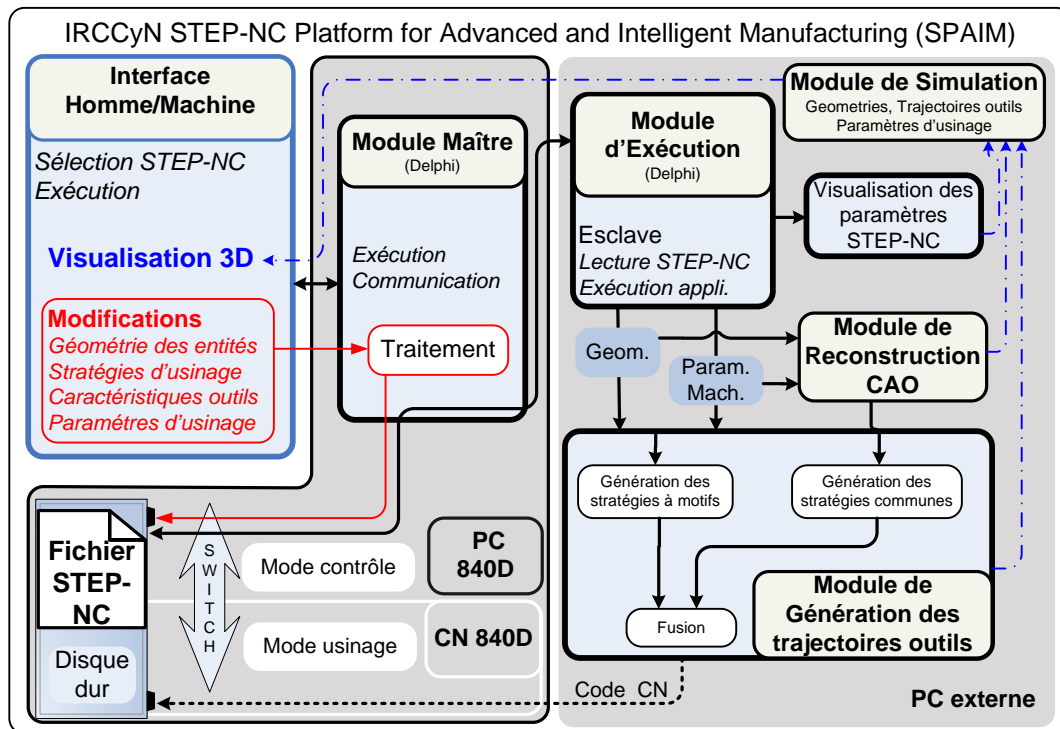 IRCCyN STEP-NC Platform for Advanced and Intelligent Manufacturing (SPAIM)
Interface
Homme/Machine
Sélection STEP-NC
Exécution
Visualisation 3D
Modifications
Géométrie des entités
Stratégies d'usinage
Caractéristiques outils
Paramétres d'usinage
Module Maître
(Delphi)
Exécution
Communication
Traitement
Module
d'Exécution
(Delphi)
Esclave
Lecture STEP-NC
Exécution appli.
Module de Simulation
Geometries, Trajectoires outils
Paramètres d'usinage
Visualisation des
paramètres
STEP-NC
Geom.
Param.
Mach.
Module de
Reconstruction
CAO
Génération des
stratégies à motifs
Génération des
stratégies communes
Fusion
Module de
Génération des
trajectoires outils
Fichier
STEP-
NC
Disque
dur
SWITCH
Mode contrôle
Mode usinage
PC
840D
CN 840D
Code CN
PC externe